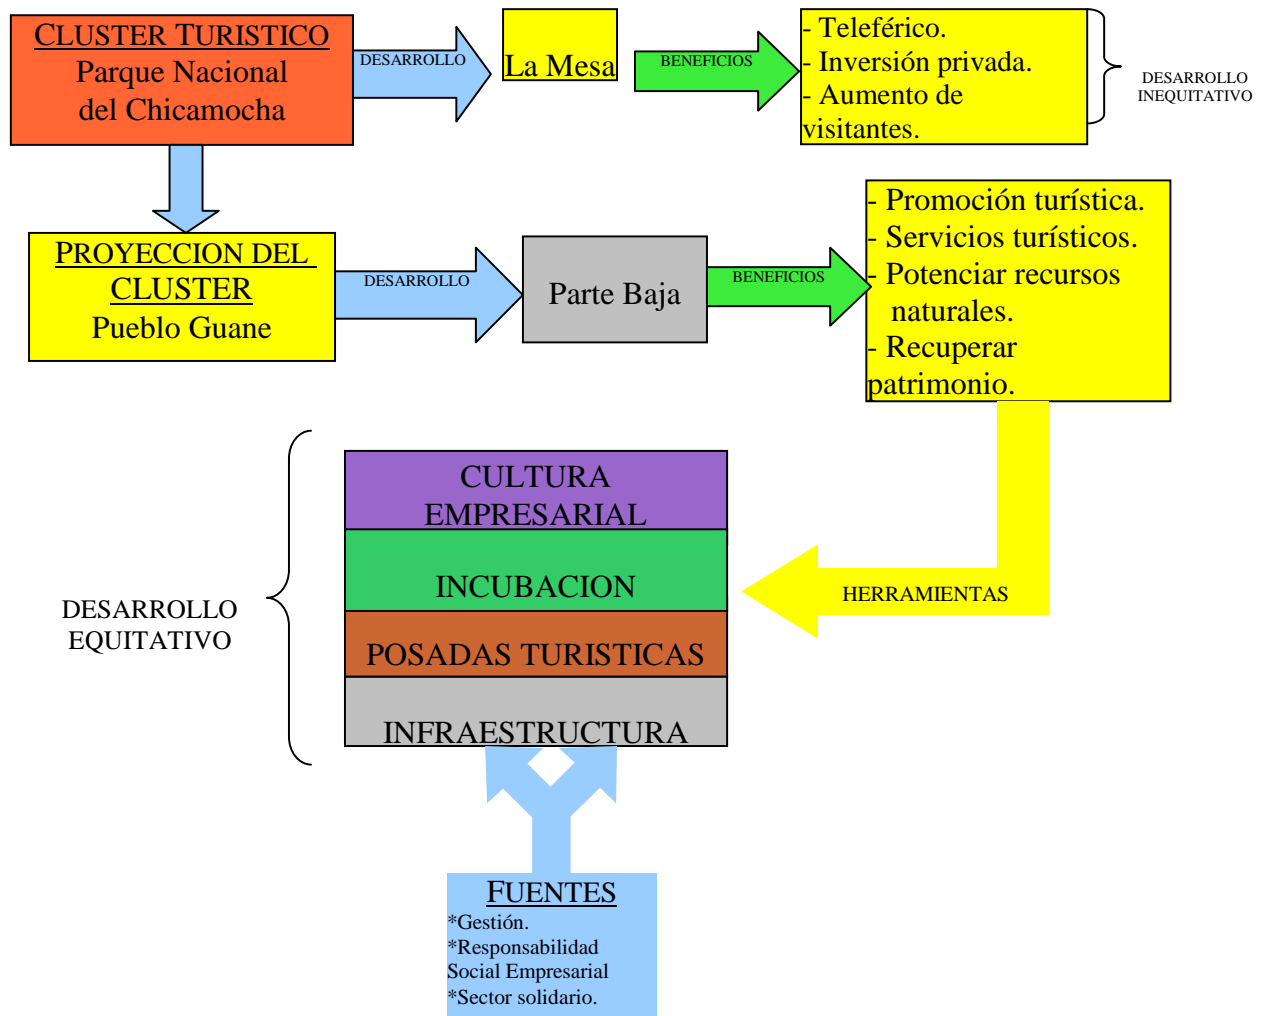 CLUSTER TURISTICO
Parque Nacional
del Chicamocha
DESARROLLO
La Mesa
BENEFICIOS
- Teleférico.
- Inversión privada.
- Aumento de
visitantes.
DESARROLLO
INEQUITATIVO
PROYECCION DEL
CLUSTER
Pueblo Guane
DESARROLLO
Parte Baja
BENEFICIOS
- Promoción turística.
- Servicios turísticos.
- Potenciar recursos
naturales.
- Recuperar
patrimonio.
DESARROLLO
EQUITATIVO
CULTURA
EMPRESARIAL
INCUBACION
POSADAS TURISTICAS
INFRAESTRUCTURA
HERRAMIENTAS
FUENTES
*Gestión.
*Responsabilidad
Social Empresarial
*Sector solidario.